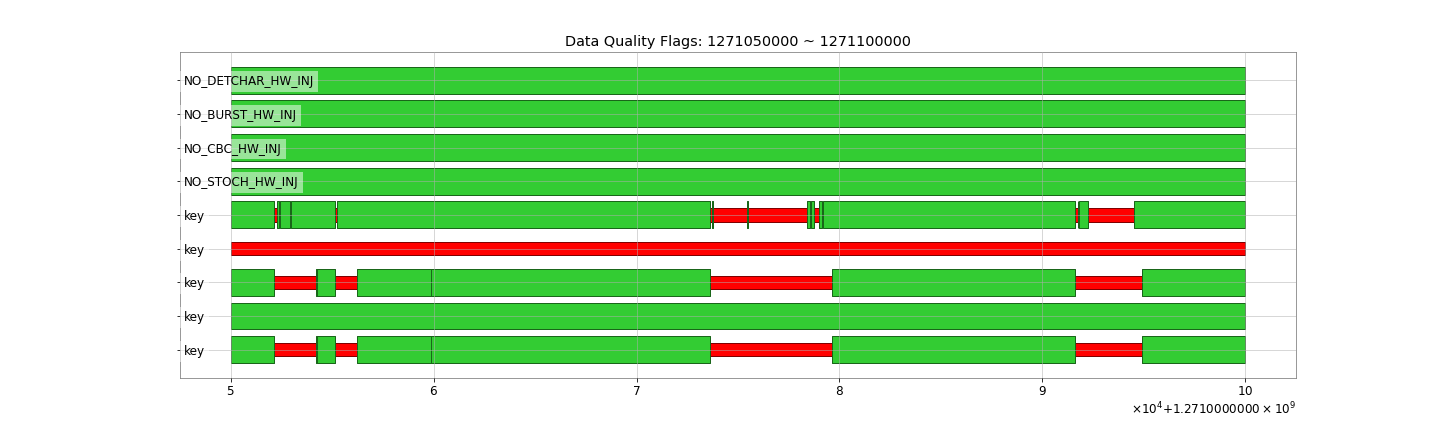 Data Quality Flags: 1271050000 ~ 1271100000
NO_DETCHAR_HW_INJ
NO_BURST_HW_INJ
NO_CBC_HW_INJ
NO_STOCH_HW_INJ
key
key
key
key
key
5 6 7 8 9 10
×10⁴+1.2710000000 × 10⁹